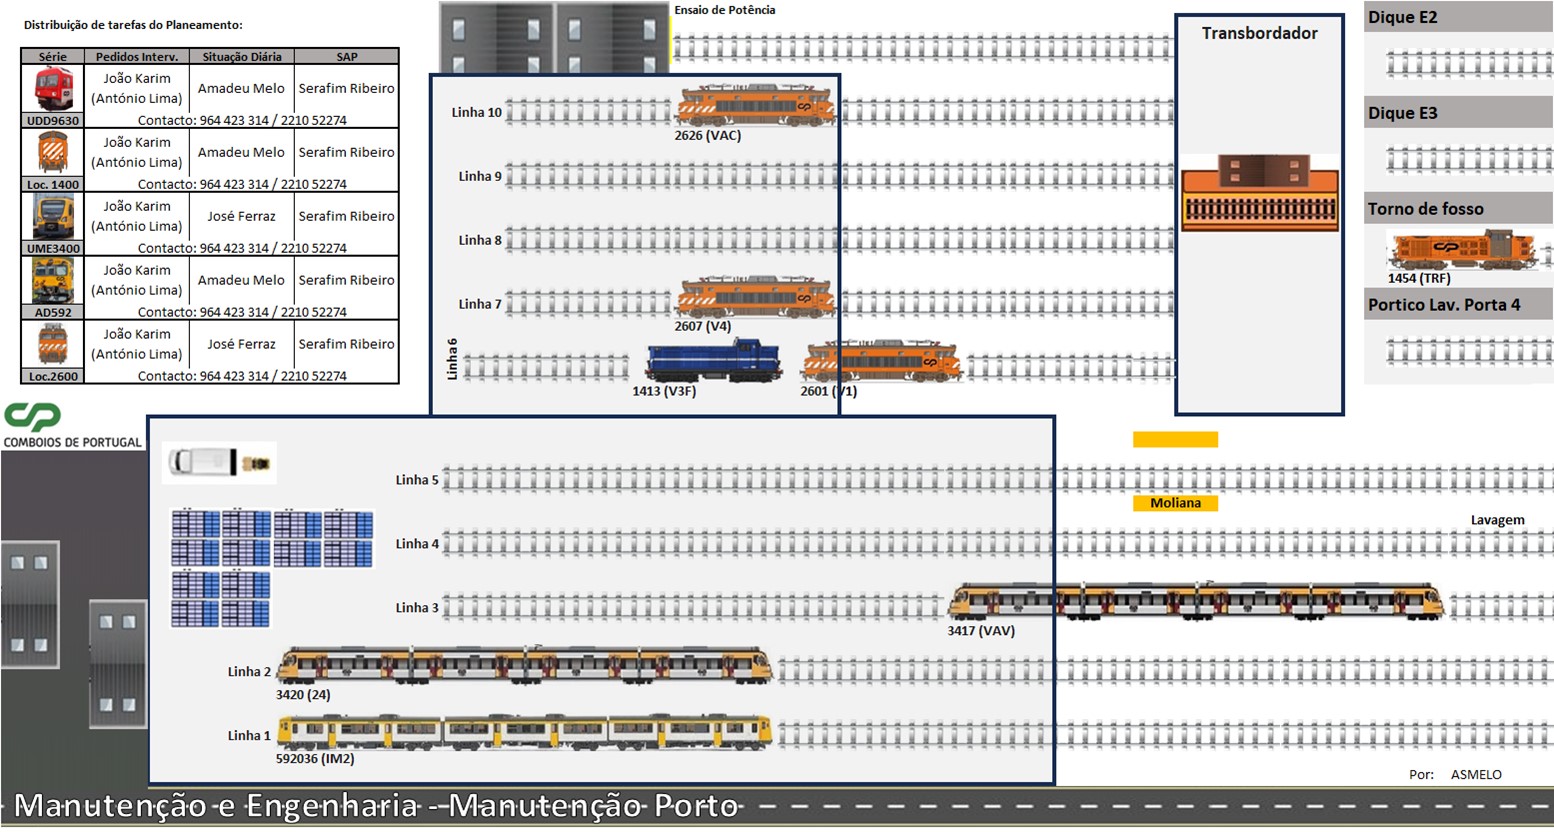 Distribuição de tarefas do Planeamento:
Série Pedidos Interv. Situação Diária SAP
UDD9630 João Karim (António Lima) Amadeu Melo Serafim Ribeiro
Contacto: 964 423 314 / 2210 52274
Loc. 1400 João Karim (António Lima) Amadeu Melo Serafim Ribeiro
Contacto: 964 423 314 / 2210 52274
UME3400 João Karim (António Lima) José Ferraz Serafim Ribeiro
Contacto: 964 423 314 / 2210 52274
AD592 João Karim (António Lima) Amadeu Melo Serafim Ribeiro
Contacto: 964 423 314 / 2210 52274
Loc.2600 João Karim (António Lima) José Ferraz Serafim Ribeiro
Contacto: 964 423 314 / 2210 52274
CP
COMBOIOS DE PORTUGAL
Ensaio de Potência
Linha 10
2626 (VAC)
Linha 9
Linha 8
Linha 7
2607 (V4)
Linha 6
1413 (V3F)
2601 (V1)
Transbordador
Dique E2
Dique E3
Torno de fosso
1454 (TRF)
Portico Lav. Porta 4
Linha 5
Moliana
Lavagem
Linha 4
Linha 3
3417 (VAV)
Linha 2
3420 (24)
Linha 1
592036 (IM2)
Por: ASMELO
Manutenção e Engenharia - Manutenção Porto